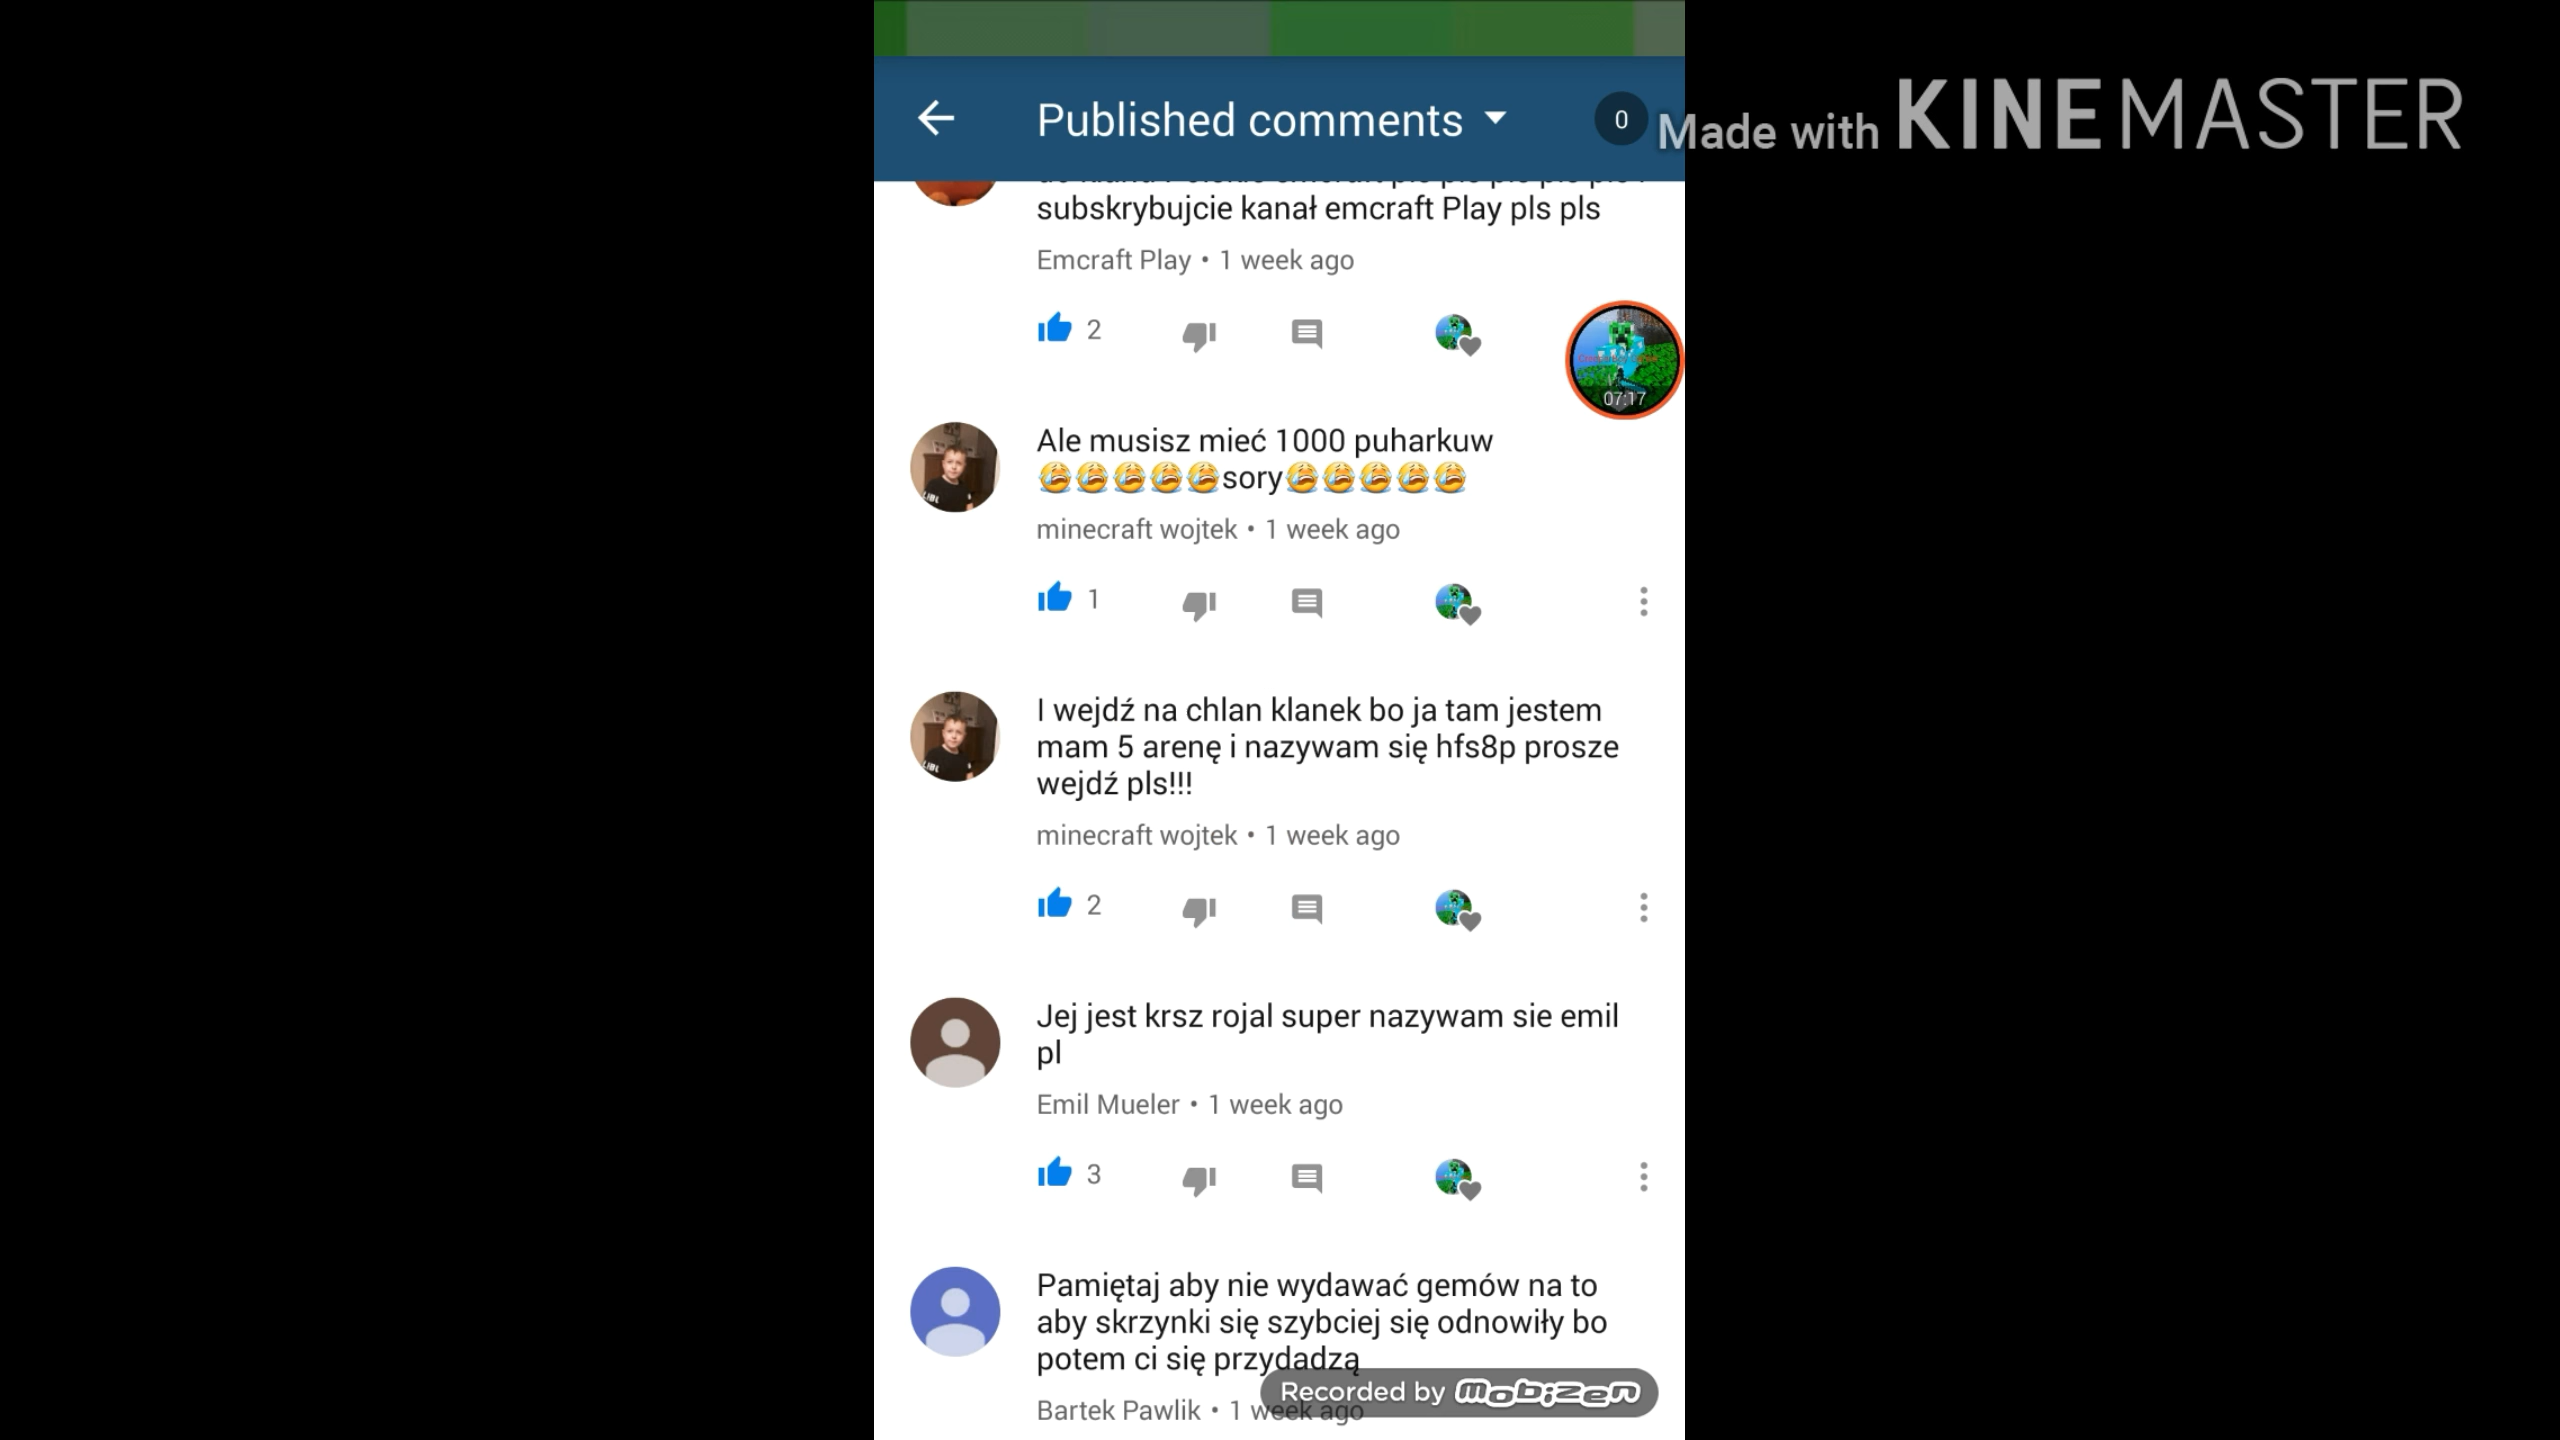 Published comments
0
Made with KINEMASTER
subskrybujcie kanał emcraft Play pls pls
Emcraft Play • 1 week ago
2
07:17
Ale musisz mieć 1000 puharkuw
😭😭😭😭😭sory😭😭😭😭😭
minecraft wojtek • 1 week ago
1
I wejdź na chlan klanek bo ja tam jestem
mam 5 arenę i nazywam się hfs8p prosze
wejdź pls!!!
minecraft wojtek • 1 week ago
2
Jej jest krsz rojal super nazywam sie emil
pl
Emil Mueler • 1 week ago
3
Pamiętaj aby nie wydawać gemów na to
aby skrzynki się szybciej się odnowiły bo
potem ci się przydadzą
Recorded by mobizen
Bartek Pawlik • 1 week ago